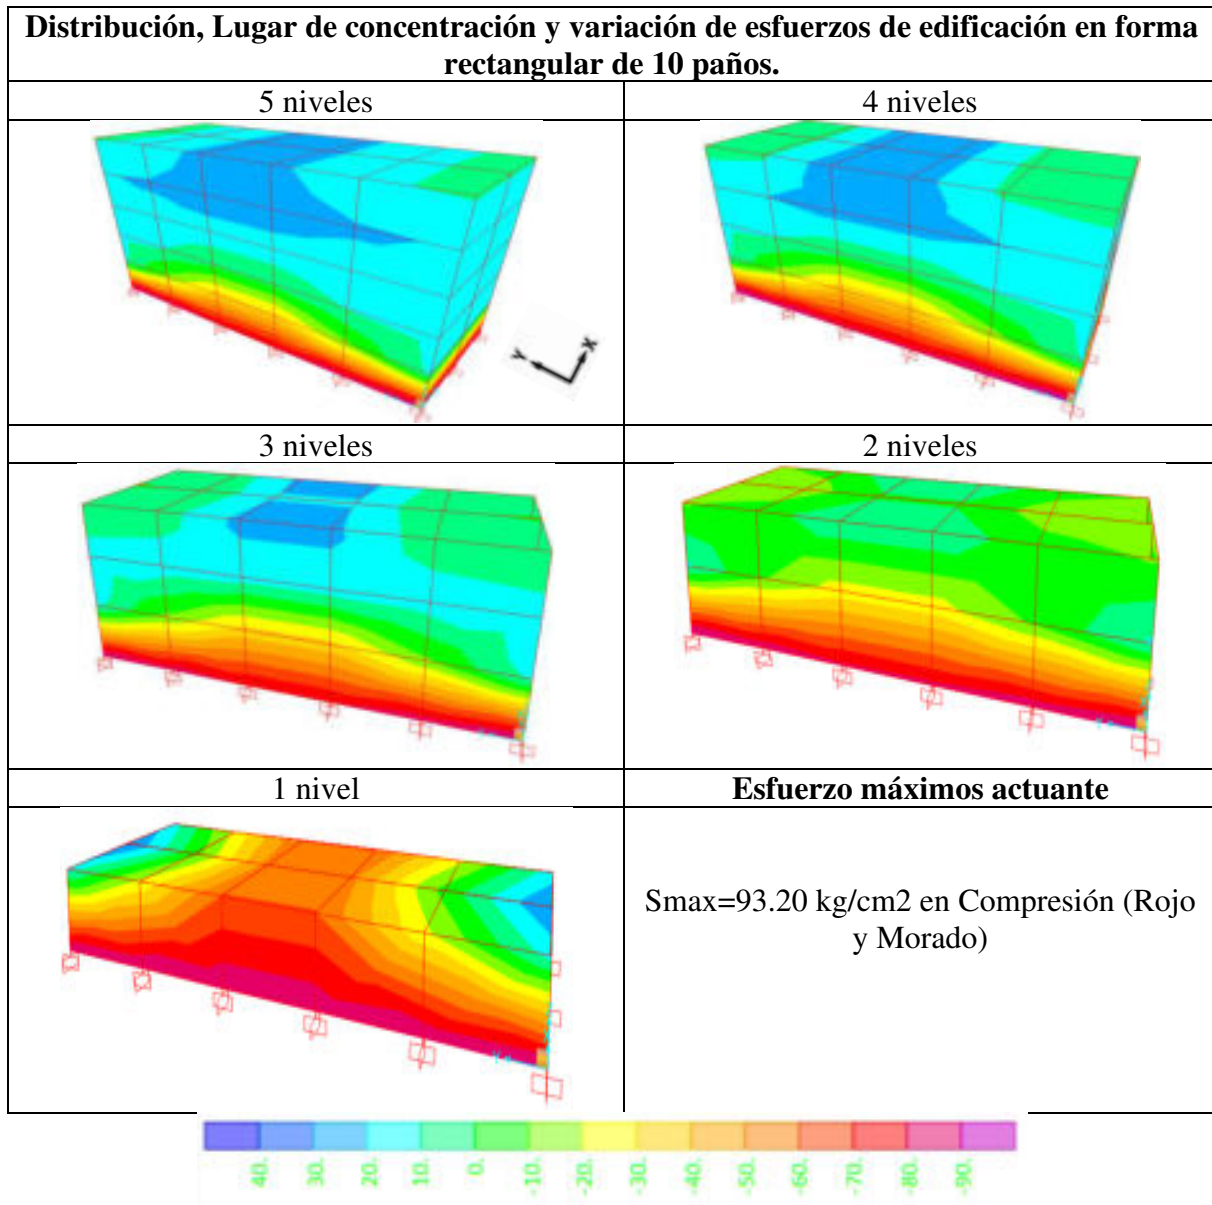 Distribución, Lugar de concentración y variación de esfuerzos de edificación en forma
rectangular de 10 paños.
5 niveles
4 niveles
Y
X
3 niveles
2 niveles
1 nivel
Esfuerzo máximos actuante
Smax=93.20 kg/cm2 en Compresión (Rojo
y Morado)
40. 30. 20. 10. 0. -10. -20. -30. -40. -50. -60. -70. -80. -90.